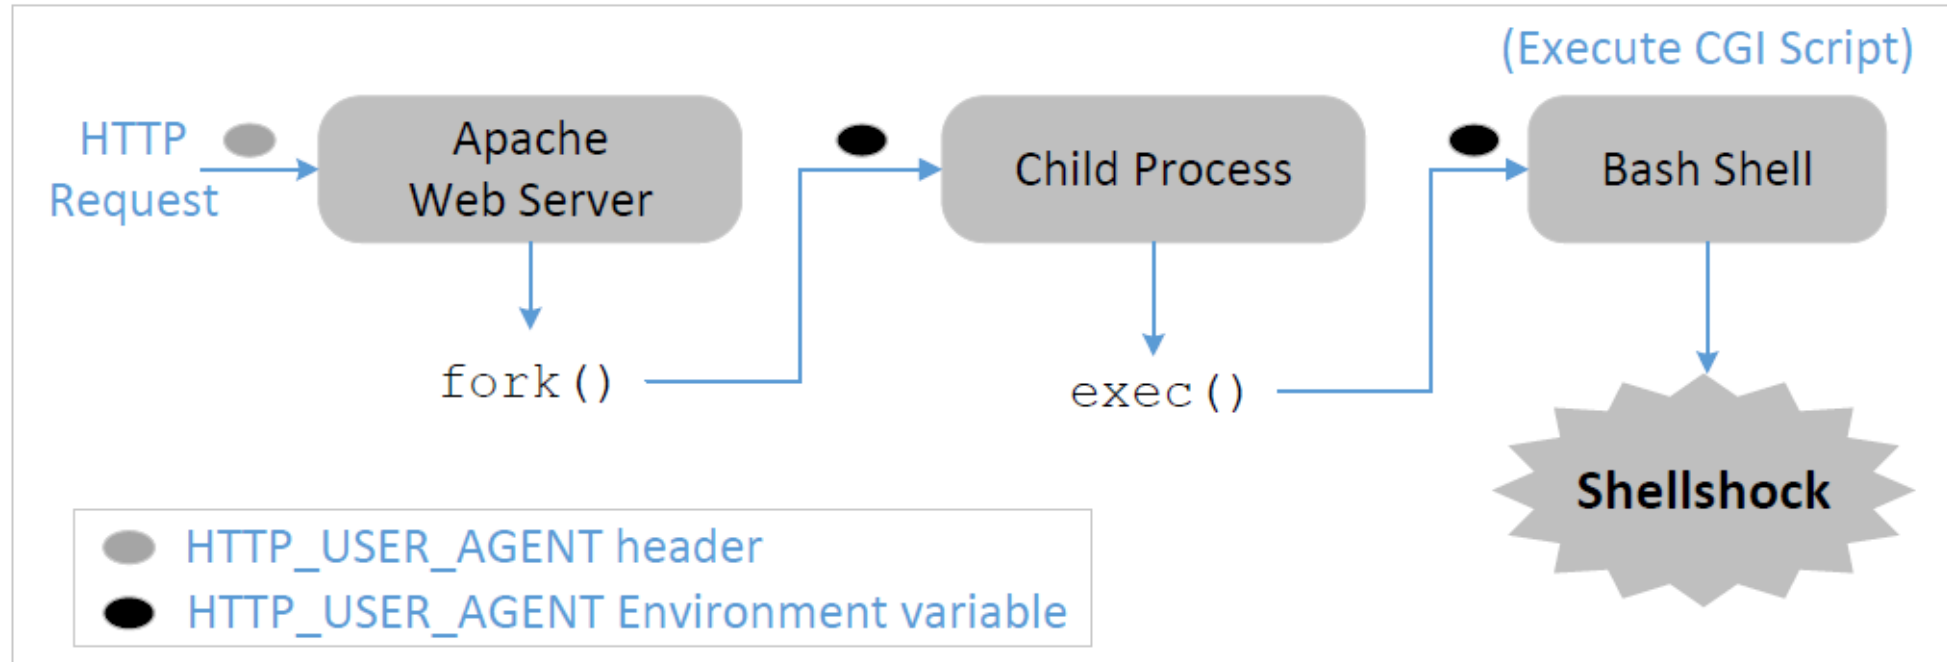 (Execute CGI Script)
HTTP
Request
Apache
Web Server
Child Process
Bash Shell
fork()
exec()
Shellshock
HTTP_USER_AGENT header
HTTP_USER_AGENT Environment variable